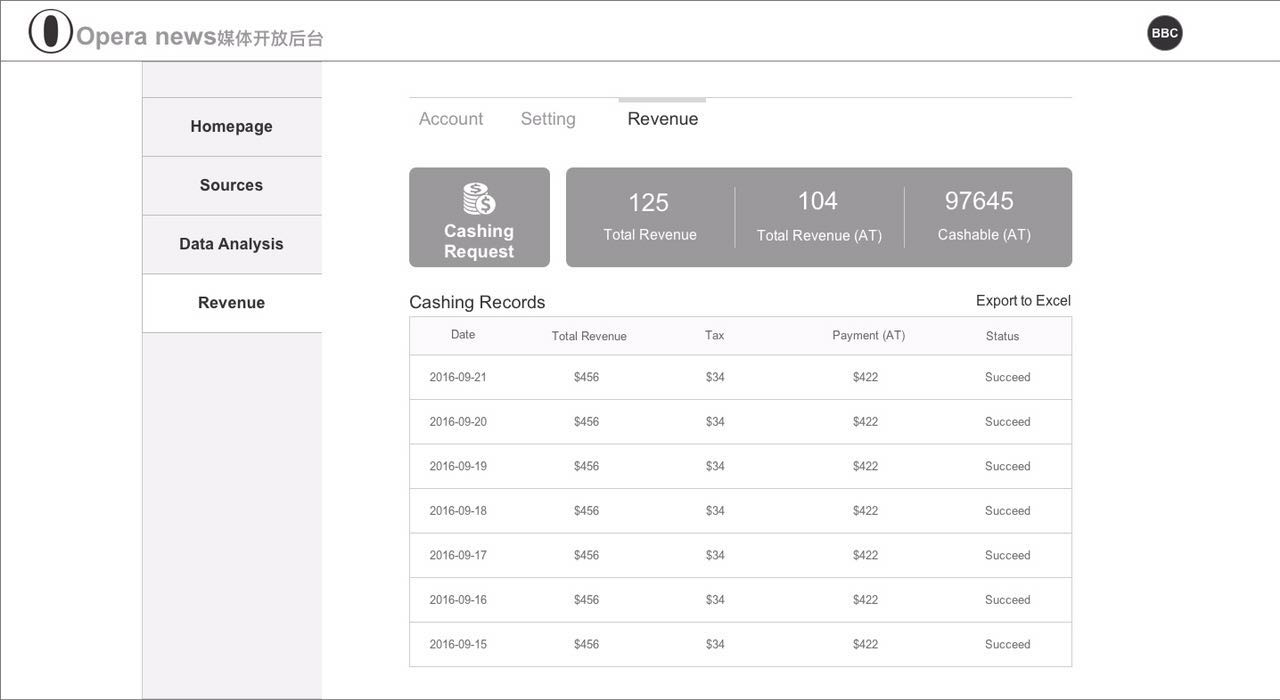 Opera news媒体开放后台
BBC
Homepage
Sources
Data Analysis
Revenue
Account Setting Revenue
Cashing
Request
125 104 97645
Total Revenue Total Revenue (AT) Cashable (AT)
Cashing Records Export to Excel
Date Total Revenue Tax Payment (AT) Status
2016-09-21 $456 $34 $422 Succeed
2016-09-20 $456 $34 $422 Succeed
2016-09-19 $456 $34 $422 Succeed
2016-09-18 $456 $34 $422 Succeed
2016-09-17 $456 $34 $422 Succeed
2016-09-16 $456 $34 $422 Succeed
2016-09-15 $456 $34 $422 Succeed